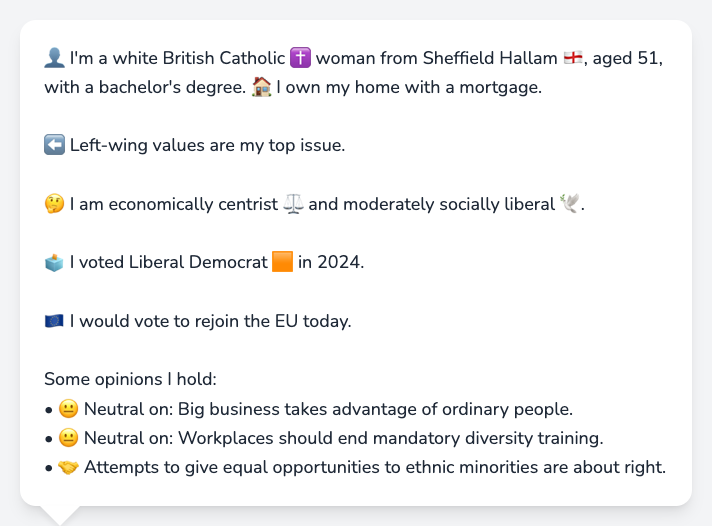 👤 I'm a white British Catholic ✝️ woman from Sheffield Hallam 🏴󠁧󠁢󠁥󠁮󠁧󠁿, aged 51,
with a bachelor's degree. 🏠 I own my home with a mortgage.
⬅️ Left-wing values are my top issue.
🤔 I am economically centrist ⚖️ and moderately socially liberal 🕊️.
🗳️ I voted Liberal Democrat 🟧 in 2024.
🇪🇺 I would vote to rejoin the EU today.
Some opinions I hold:
• 😐 Neutral on: Big business takes advantage of ordinary people.
• 😐 Neutral on: Workplaces should end mandatory diversity training.
• 🤝 Attempts to give equal opportunities to ethnic minorities are about right.